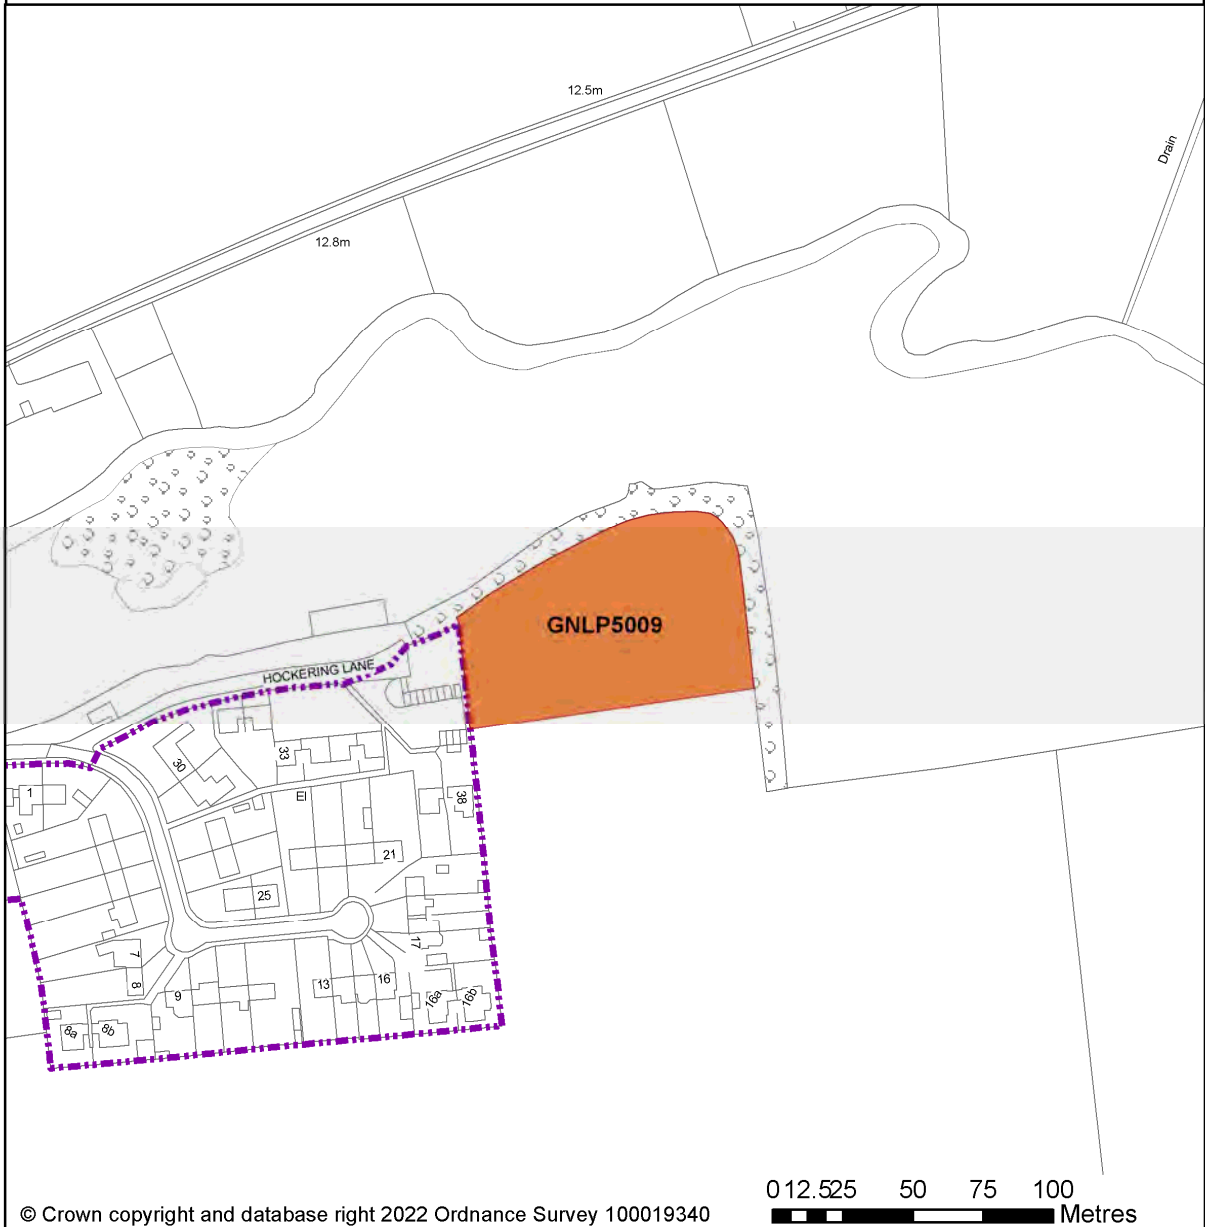 12.5m
Drain
12.8m
GNLP5009
HOCKERING LANE
33
30
1
El
38
21
25
17
7
8
9
13
16
16a
16b
8a
8b
0 12.5 25 50 75 100
Metres
© Crown copyright and database right 2022 Ordnance Survey 100019340